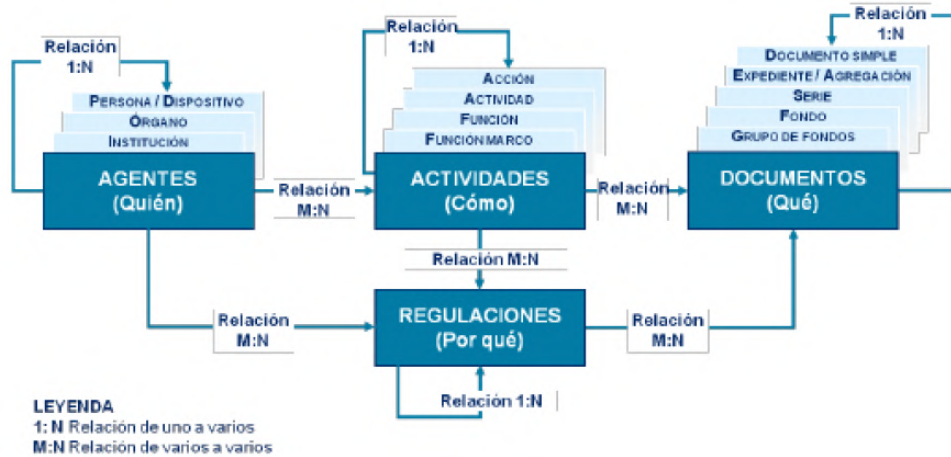 Relación
1:N
PERSONA / DISPOSITIVO
ÓRGANO
INSTITUCIÓN
AGENTES
(Quién)
Relación
M:N
Relación
1:N
ACCIÓN
ACTIVIDAD
FUNCIÓN
FUNCIÓN MARCO
ACTIVIDADES
(Cómo)
Relación
M:N
Relación
1:N
DOCUMENTO SIMPLE
EXPEDIENTE / AGREGACIÓN
SERIE
FONDO
GRUPO DE FONDOS
DOCUMENTOS
(Qué)
Relación M:N
Relación
M:N
REGULACIONES
(Por qué)
Relación
M:N
Relación 1:N
LEYENDA
1: N Relación de uno a varios
M:N Relación de varios a varios